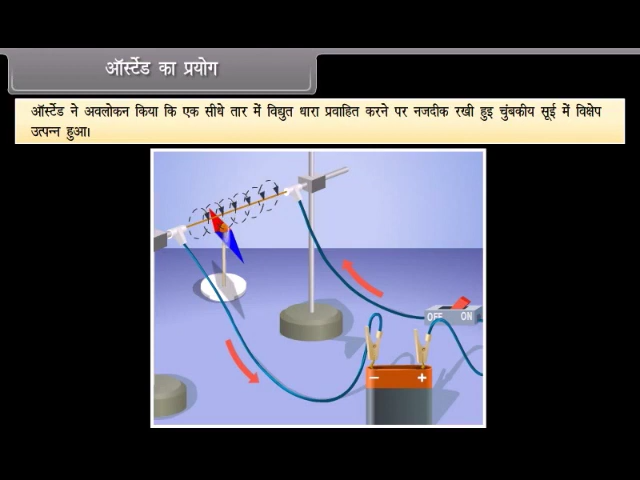 ऑर्स्टेड का प्रयोग
ऑर्स्टेड ने अवलोकन किया कि एक सीधे तार में विद्युत धारा प्रवाहित करने पर नजदीक रखी हुइ चुंबकीय सूई में विक्षेप
उत्पन्न हुआ।
OFF ON
− +